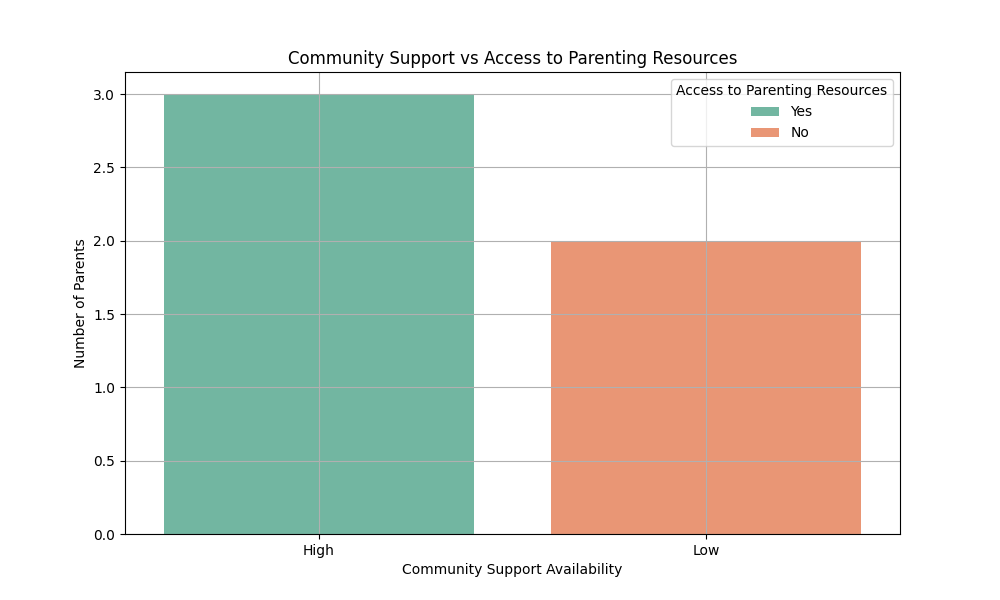 Community Support vs Access to Parenting Resources
Access to Parenting Resources
Yes
No
Number of Parents
3.0
2.5
2.0
1.5
1.0
0.5
0.0
High
Low
Community Support Availability